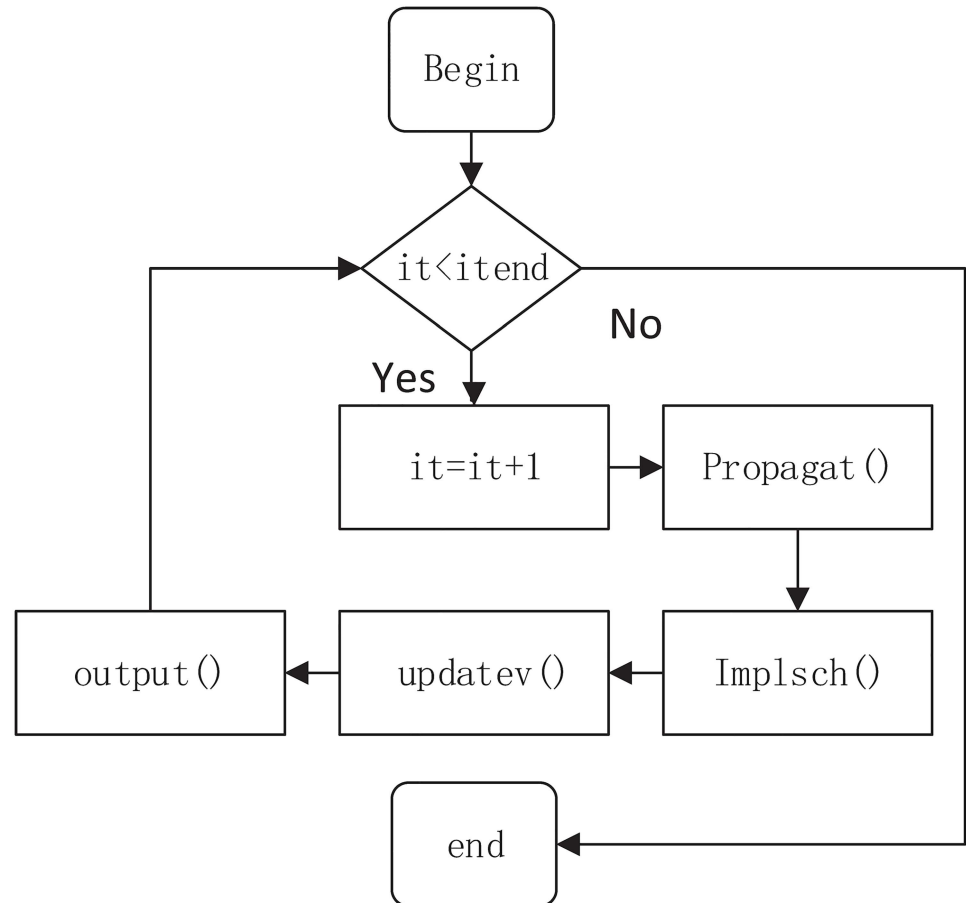 Begin
it<itend
No
Yes
it=it+1
Propagat()
output()
updatev()
Implsch()
end